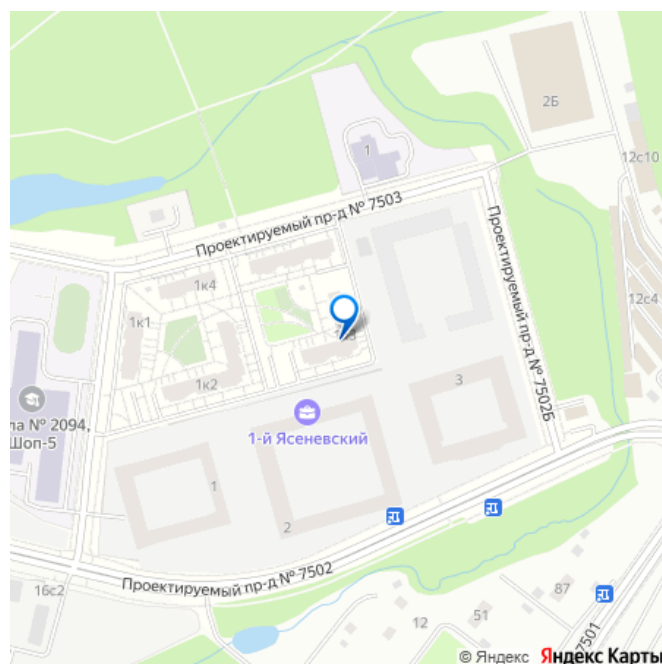 2Б
1
12с10
Проектируемый пр-д № 7503
1к4
Проектируемый пр-д № 7502Б
12с4
1к1
1к2
3
ла № 2094,
Шоп-5
1-й Ясеневский
1
2
Проектируемый пр-д № 7502
16с2
87
51
12
7501
© Яндекс Яндекс Карты